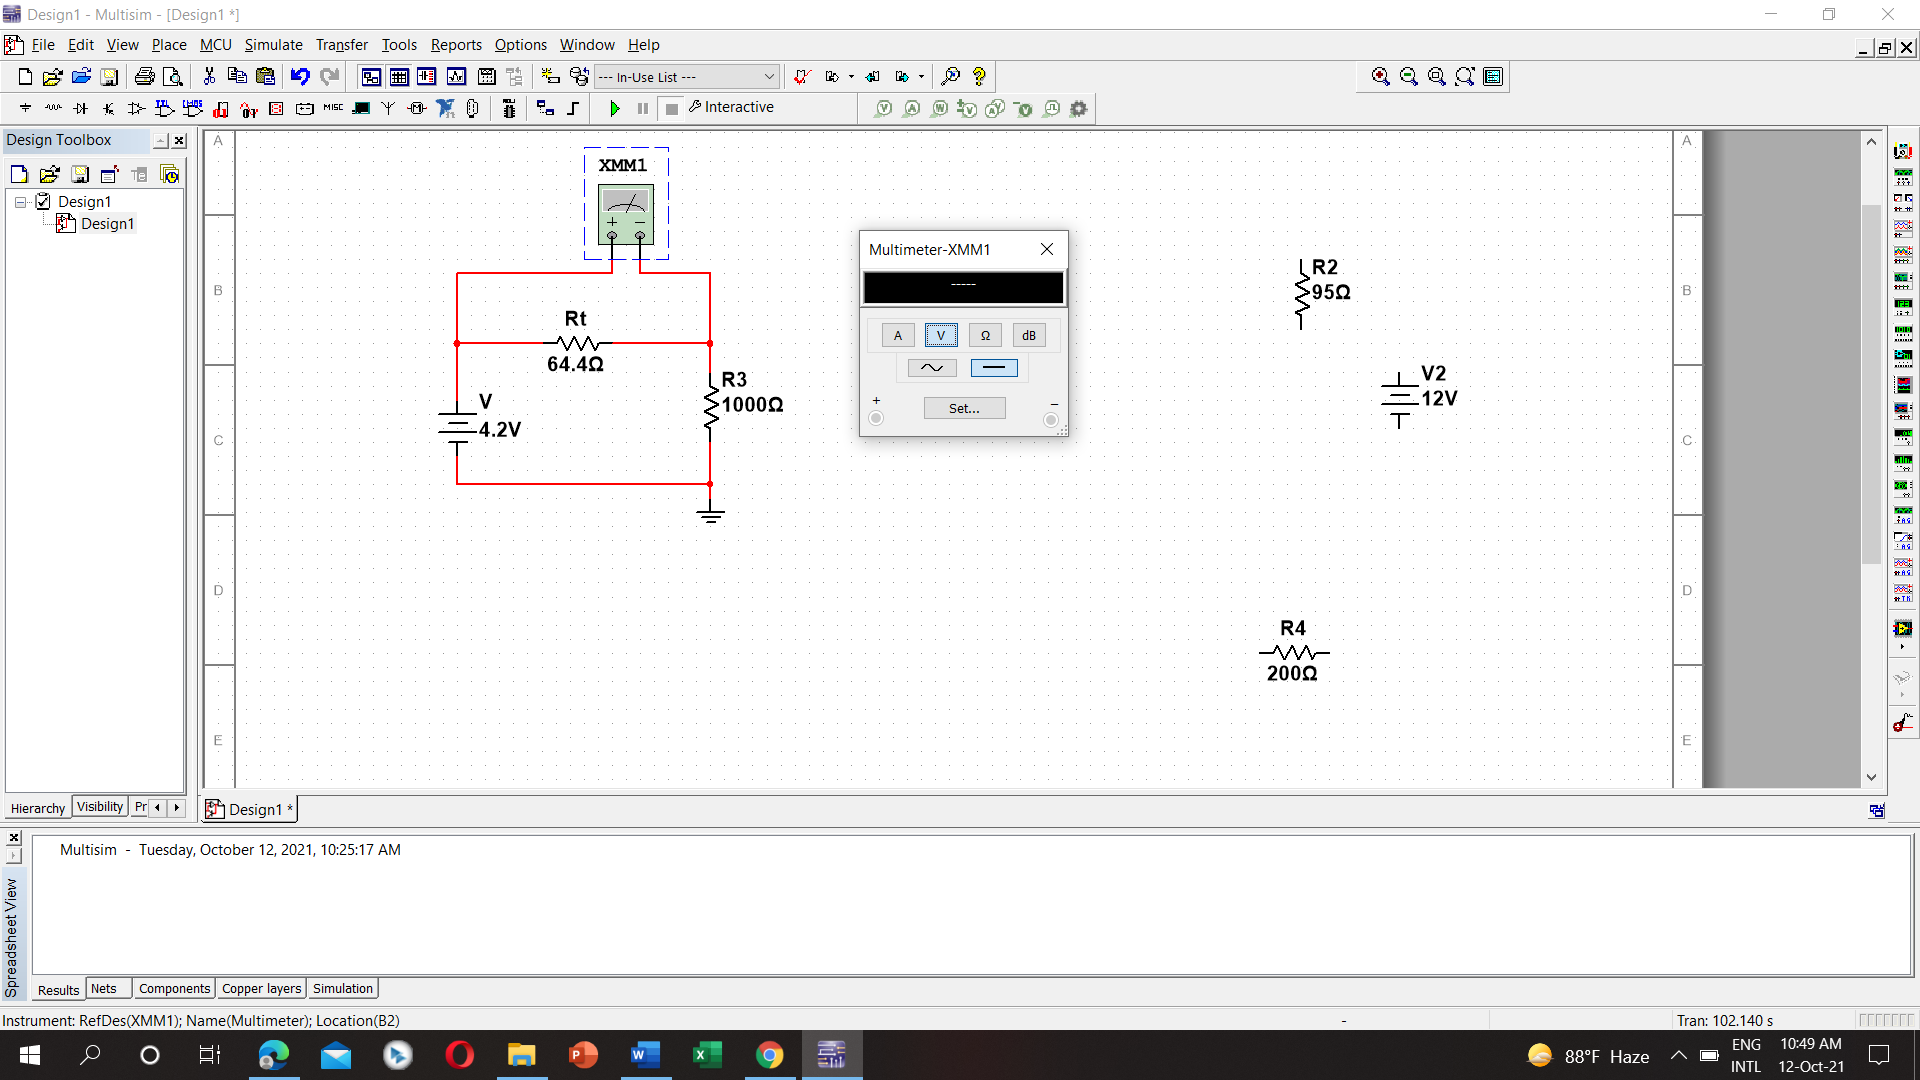 Design1 - Multisim - [Design1 *]
File Edit View Place MCU Simulate Transfer Tools Reports Options Window Help
--- In-Use List ---
MISC
Interactive
Design Toolbox
Design1
Design1
Hierarchy Visibility Pr
A
B
C
D
E
XMM1
+ −
Rt
64.4Ω
V
4.2V
R3
1000Ω
Multimeter-XMM1
-----
A V Ω dB
+ −
Set...
R2
95Ω
V2
12V
R4
200Ω
A
B
C
D
E
Design1 *
Spreadsheet View
Multisim - Tuesday, October 12, 2021, 10:25:17 AM
Results Nets Components Copper layers Simulation
Instrument: RefDes(XMM1); Name(Multimeter); Location(B2)
-
Tran: 102.140 s
88°F Haze
ENG
INTL
10:49 AM
12-Oct-21